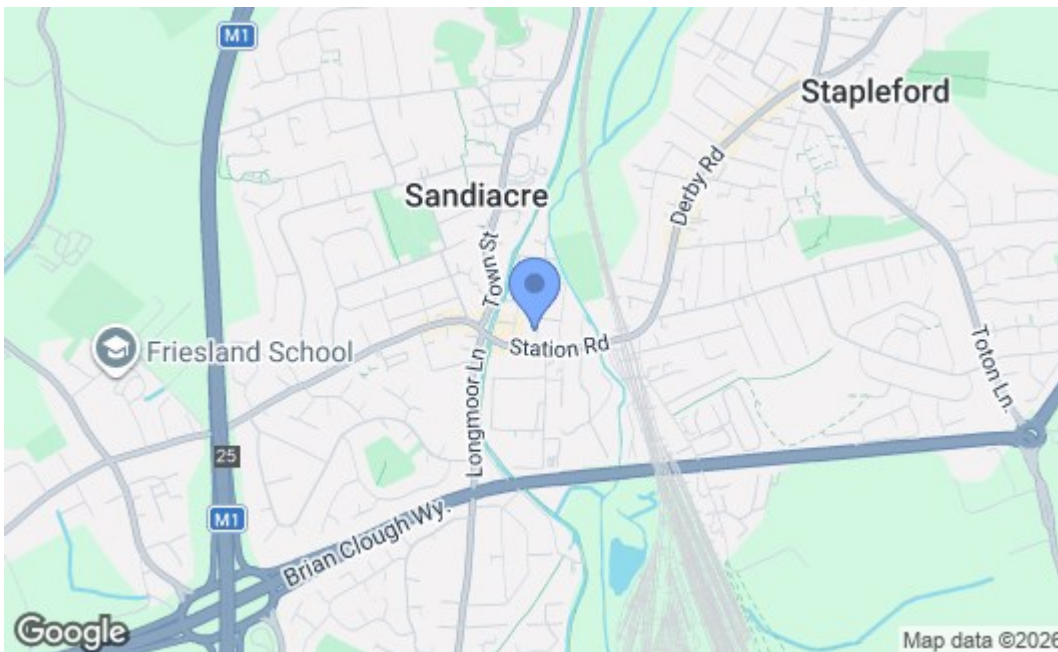 M1
Stapleford
Derby Rd
Sandiacre
Town St
Friesland School
Station Rd
Longmoor Ln
Toton Ln.
25
M1
Brian Clough Wy.
Google
Map data ©2026